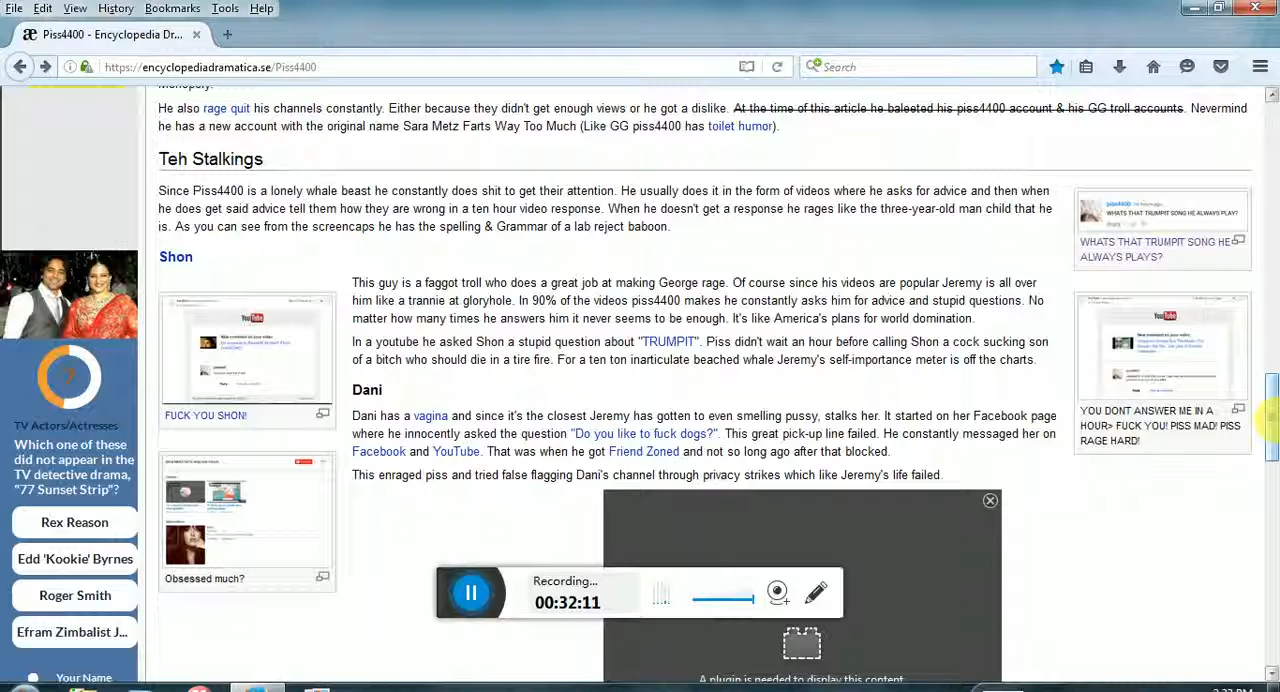 File Edit View History Bookmarks Tools Help
æ Piss4400 - Encyclopedia Dr...
https://encyclopediadramatica.se/Piss4400
Search
Monopoly.
He also rage quit his channels constantly. Either because they didn't get enough views or he got a dislike. At the time of this article he baleeted his piss4400 account & his GG troll accounts. Nevermind
he has a new account with the original name Sara Metz Farts Way Too Much (Like GG piss4400 has toilet humor).
Teh Stalkings
Since Piss4400 is a lonely whale beast he constantly does shit to get their attention. He usually does it in the form of videos where he asks for advice and then when
he does get said advice tell them how they are wrong in a ten hour video response. When he doesn't get a response he rages like the three-year-old man child that he
is. As you can see from the screencaps he has the spelling & Grammar of a lab reject baboon.
piss4400
WHATS THAT TRUMPIT SONG HE ALWAYS PLAY?
WHATS THAT TRUMPIT SONG HE
ALWAYS PLAYS?
Shon
This guy is a faggot troll who does a great job at making George rage. Of course since his videos are popular Jeremy is all over
him like a trannie at gloryhole. In 90% of the videos piss4400 makes he constantly asks him for advice and stupid questions. No
matter how many times he answers him it never seems to be enough. It's like America's plans for world domination.
In a youtube he asked Shon a stupid question about "TRUMPIT". Piss didn't wait an hour before calling Shon a cock sucking son
of a bitch who should die in a tire fire. For a ten ton inarticulate beached whale Jeremy's self-importance meter is off the charts.
YouTube
FUCK YOU SHON!
YouTube
YOU DONT ANSWER ME IN A
HOUR> FUCK YOU! PISS MAD! PISS
RAGE HARD!
Dani
Dani has a vagina and since it's the closest Jeremy has gotten to even smelling pussy, stalks her. It started on her Facebook page
where he innocently asked the question "Do you like to fuck dogs?". This great pick-up line failed. He constantly messaged her on
Facebook and YouTube. That was when he got Friend Zoned and not so long ago after that blocked.
This enraged piss and tried false flagging Dani's channel through privacy strikes which like Jeremy's life failed.
Obsessed much?
?
TV Actors/Actresses
Which one of these
did not appear in the
TV detective drama,
"77 Sunset Strip"?
Rex Reason
Edd 'Kookie' Byrnes
Roger Smith
Efram Zimbalist J...
Your Name
Recording...
00:32:11
A plugin is needed to display this content.